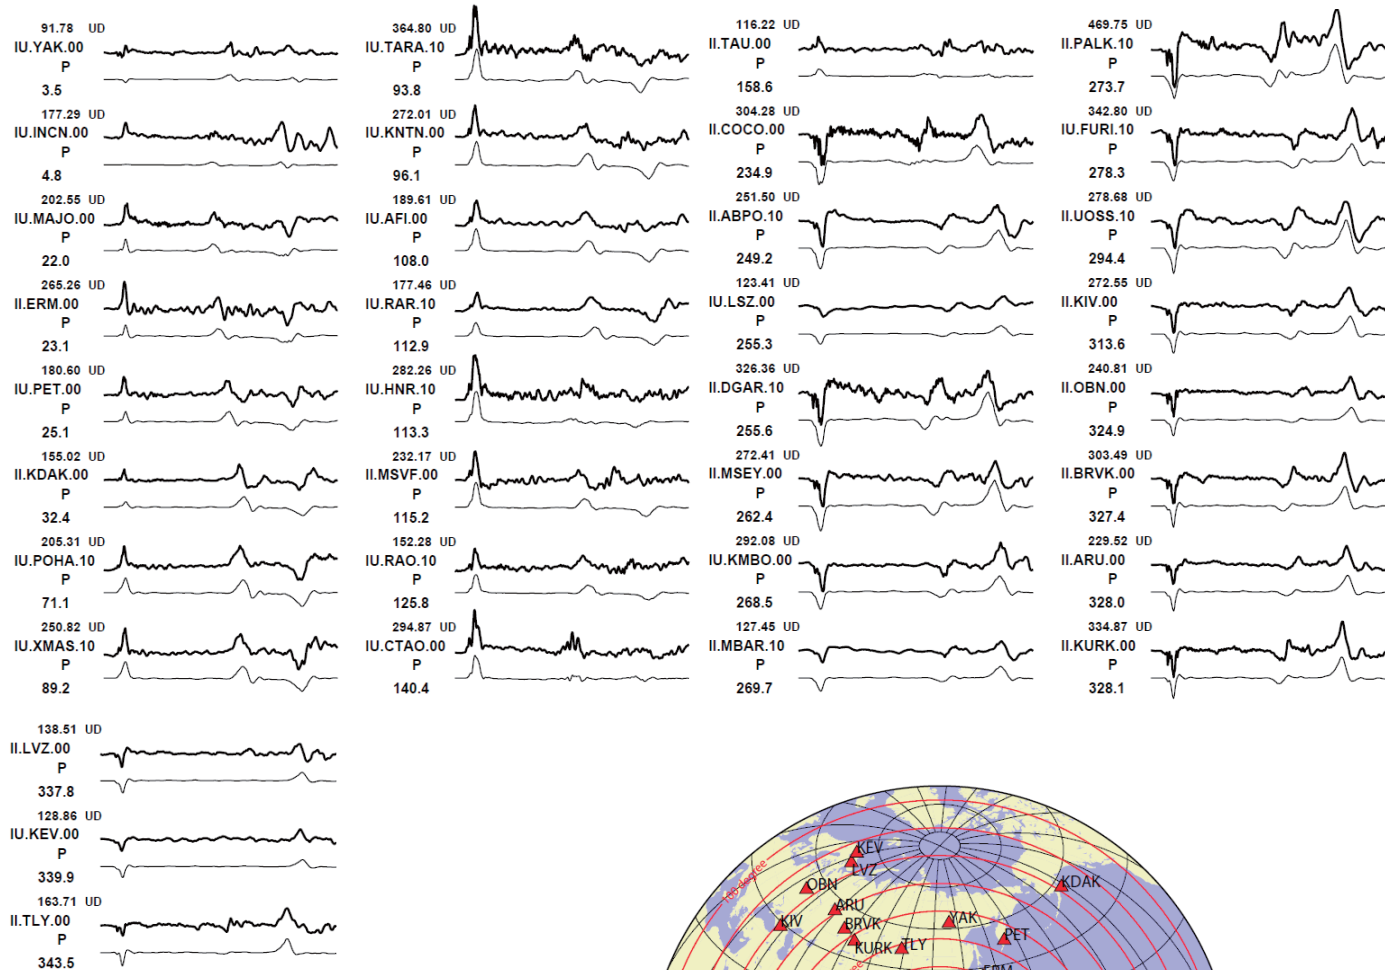 91.78 UD
IU.YAK.00
P
3.5
177.29 UD
IU.INCN.00
P
4.8
202.55 UD
IU.MAJO.00
P
22.0
265.26 UD
II.ERM.00
P
23.1
180.60 UD
IU.PET.00
P
25.1
155.02 UD
II.KDAK.00
P
32.4
205.31 UD
IU.POHA.10
P
71.1
250.82 UD
IU.XMAS.10
P
89.2
364.80 UD
IU.TARA.10
P
93.8
272.01 UD
IU.KNTN.00
P
96.1
189.61 UD
IU.AFI.00
P
108.0
177.46 UD
IU.RAR.10
P
112.9
282.26 UD
IU.HNR.10
P
113.3
232.17 UD
II.MSVF.00
P
115.2
152.28 UD
IU.RAO.10
P
125.8
294.87 UD
IU.CTAO.00
P
140.4
116.22 UD
II.TAU.00
P
158.6
304.28 UD
II.COCO.00
P
234.9
251.50 UD
II.ABPO.10
P
249.2
123.41 UD
IU.LSZ.00
P
255.3
326.36 UD
II.DGAR.10
P
255.6
272.41 UD
II.MSEY.00
P
262.4
292.08 UD
IU.KMBO.00
P
268.5
127.45 UD
II.MBAR.10
P
269.7
469.75 UD
II.PALK.10
P
273.7
342.80 UD
IU.FURI.10
P
278.3
278.68 UD
II.UOSS.10
P
294.4
272.55 UD
II.KIV.00
P
313.6
240.81 UD
II.OBN.00
P
324.9
303.49 UD
II.BRVK.00
P
327.4
229.52 UD
II.ARU.00
P
328.0
334.87 UD
II.KURK.00
P
328.1
138.51 UD
II.LVZ.00
P
337.8
128.86 UD
IU.KEV.00
P
339.9
163.71 UD
II.TLY.00
P
343.5
KEV
LVZ
OBN
KDAK
ARU
KIV
BRVK
YAK
PET
KURK
TLY